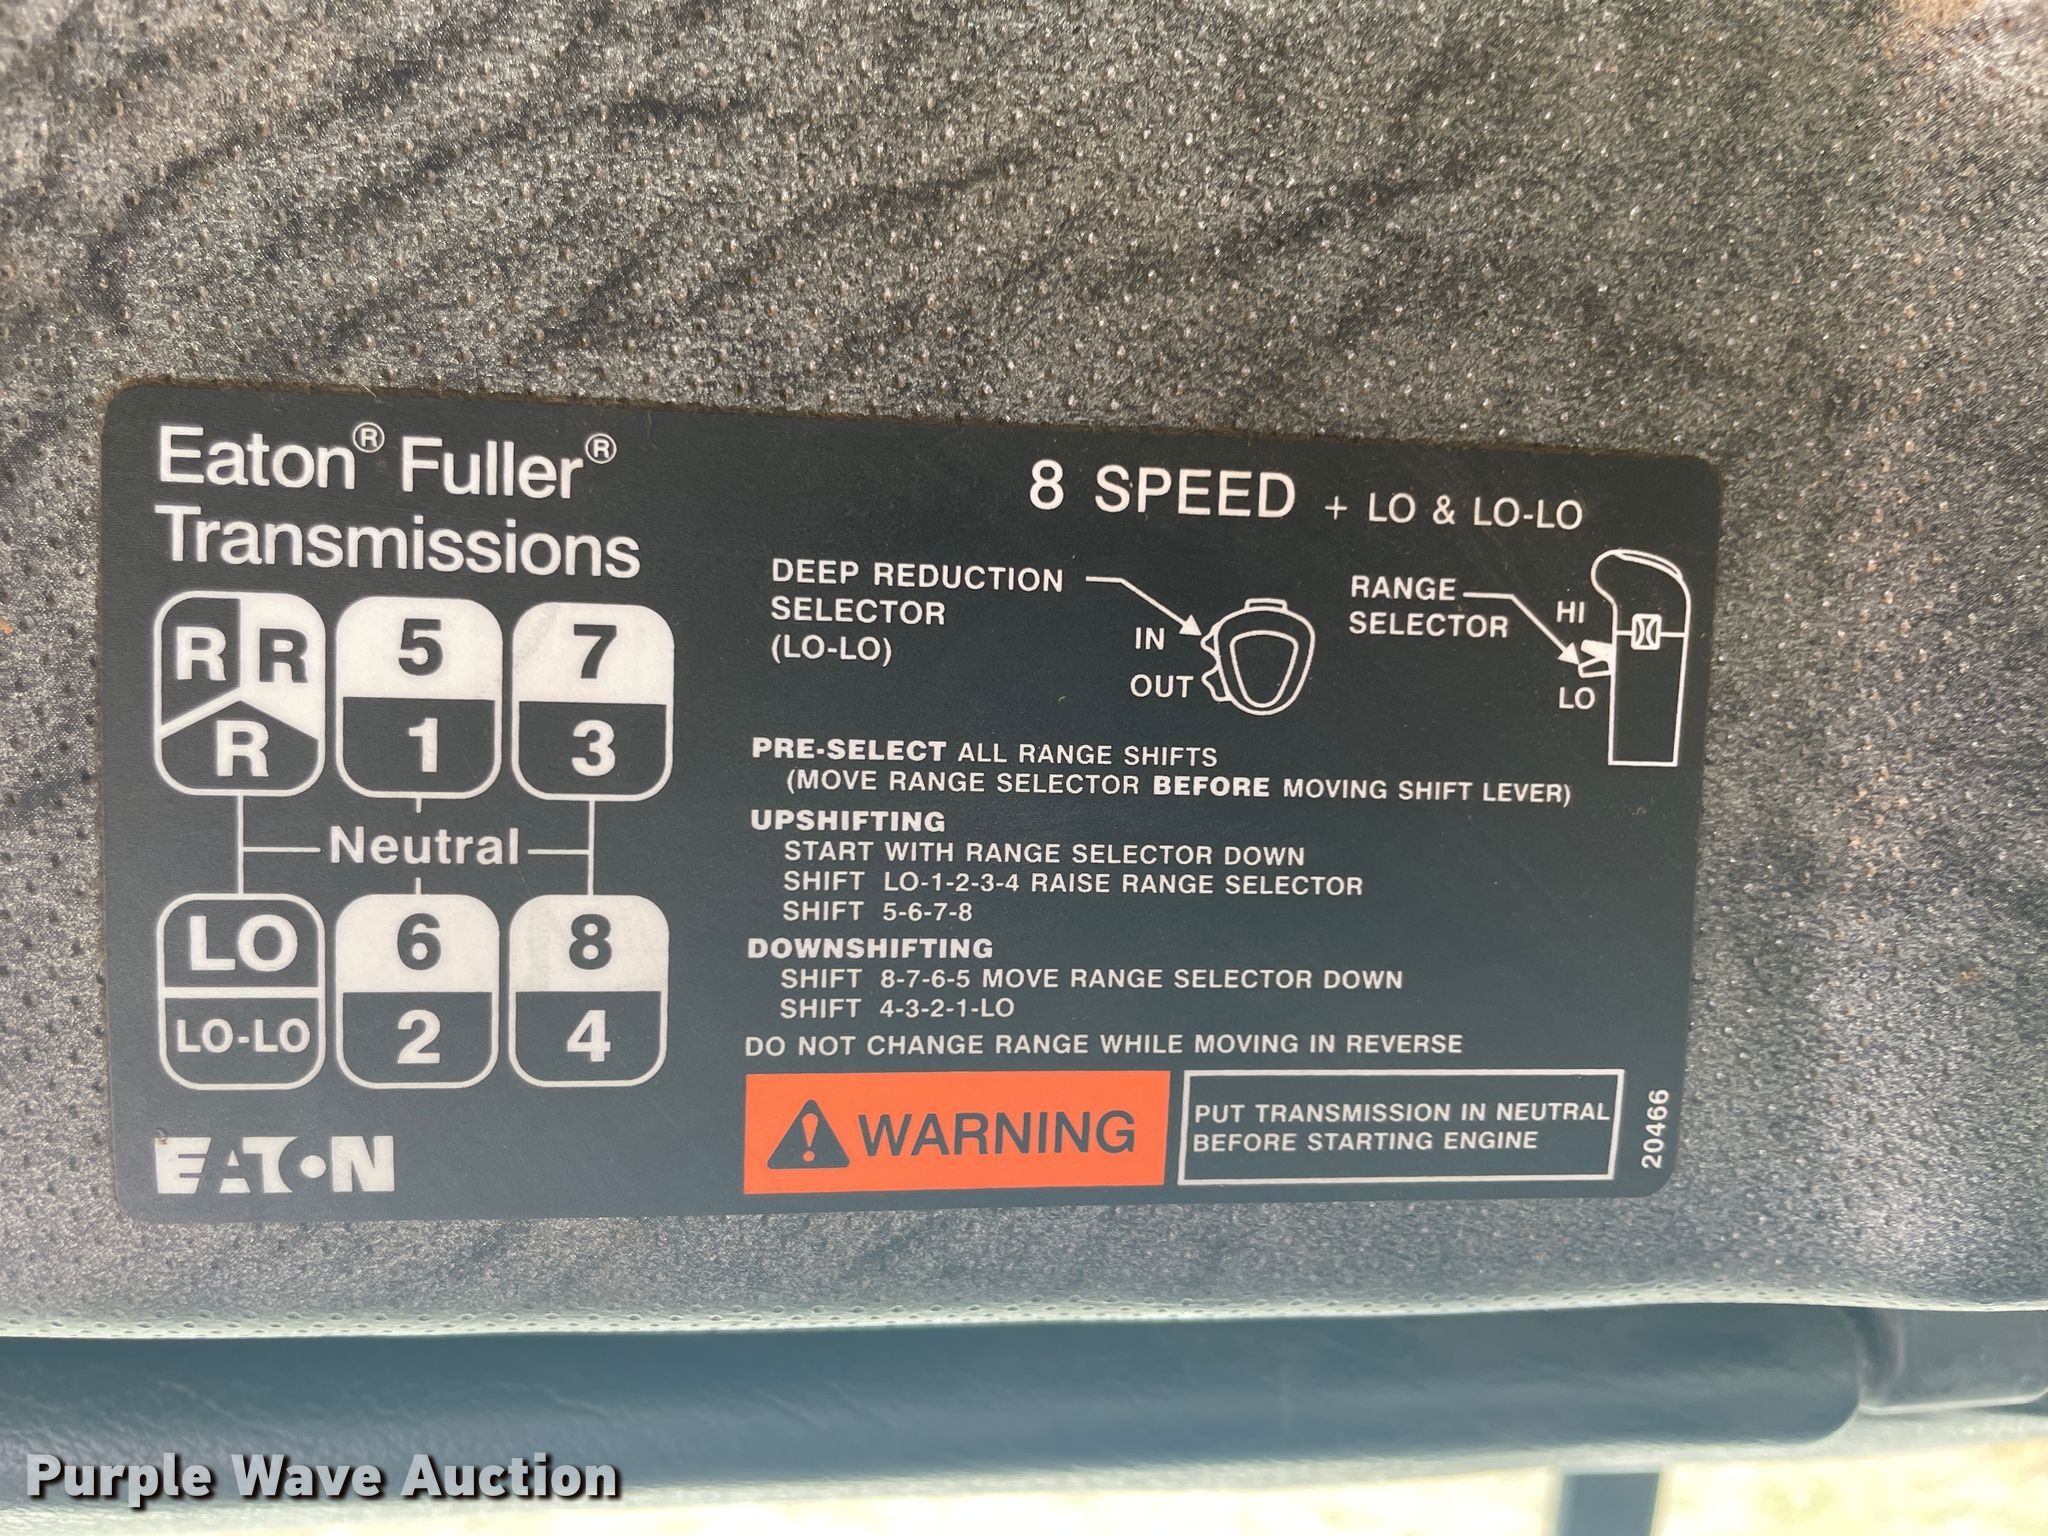 Eaton® Fuller®
Transmissions
R R 5 7
R 1 3
Neutral
LO 6 8
LO-LO 2 4
EATON
8 SPEED + LO & LO-LO
DEEP REDUCTION
SELECTOR
(LO-LO)
IN
OUT
RANGE
SELECTOR
HI
LO
PRE-SELECT ALL RANGE SHIFTS
(MOVE RANGE SELECTOR BEFORE MOVING SHIFT LEVER)
UPSHIFTING
START WITH RANGE SELECTOR DOWN
SHIFT LO-1-2-3-4 RAISE RANGE SELECTOR
SHIFT 5-6-7-8
DOWNSHIFTING
SHIFT 8-7-6-5 MOVE RANGE SELECTOR DOWN
SHIFT 4-3-2-1-LO
DO NOT CHANGE RANGE WHILE MOVING IN REVERSE
WARNING
PUT TRANSMISSION IN NEUTRAL
BEFORE STARTING ENGINE
20466
Purple Wave Auction